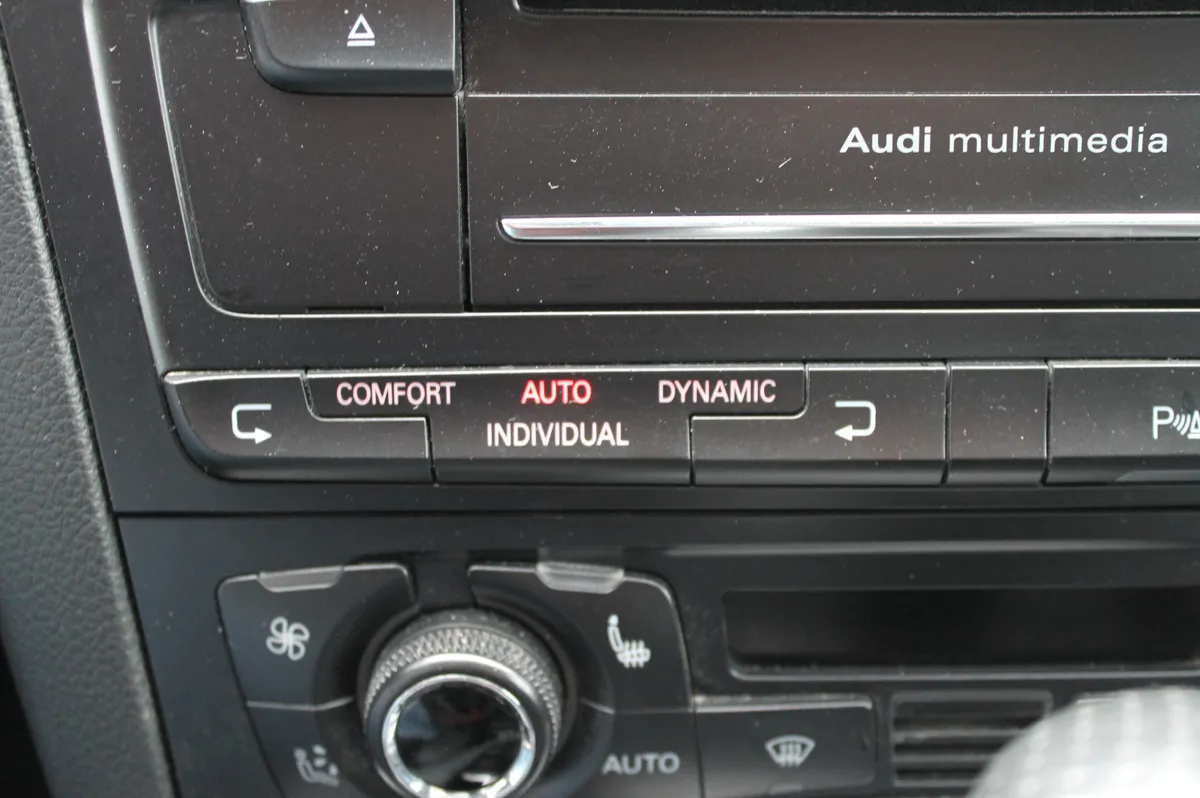 Audi multimedia
COMFORT AUTO DYNAMIC
INDIVIDUAL
P
AUTO